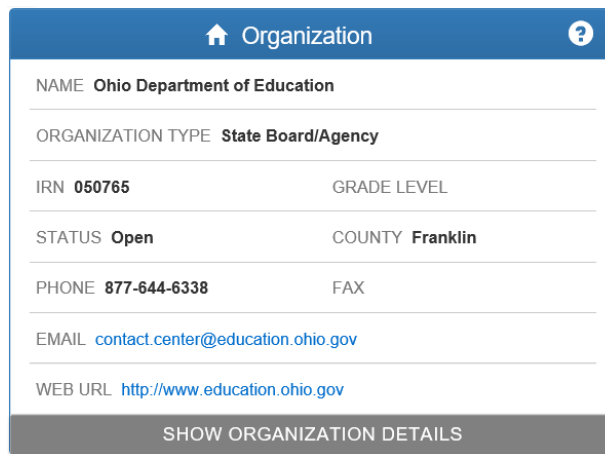 Organization ?
NAME Ohio Department of Education
ORGANIZATION TYPE State Board/Agency
IRN 050765 GRADE LEVEL
STATUS Open COUNTY Franklin
PHONE 877-644-6338 FAX
EMAIL contact.center@education.ohio.gov
WEB URL http://www.education.ohio.gov
SHOW ORGANIZATION DETAILS